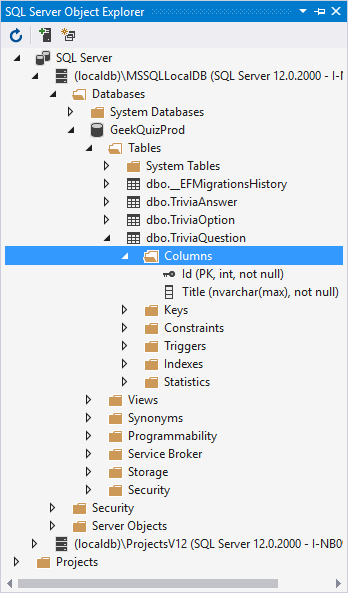 SQL Server Object Explorer
SQL Server
(localdb)\MSSQLLocalDB (SQL Server 12.0.2000 - I-
Databases
System Databases
GeekQuizProd
Tables
System Tables
dbo.__EFMigrationsHistory
dbo.TriviaAnswer
dbo.TriviaOption
dbo.TriviaQuestion
Columns
Id (PK, int, not null)
Title (nvarchar(max), not null)
Keys
Constraints
Triggers
Indexes
Statistics
Views
Synonyms
Programmability
Service Broker
Storage
Security
Security
Server Objects
(localdb)\ProjectsV12 (SQL Server 12.0.2000 - I-NB09
Projects